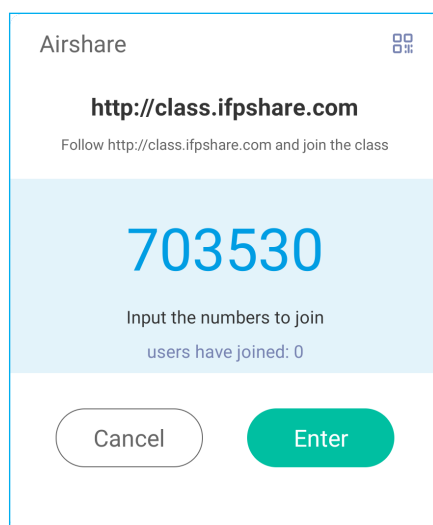 Airshare
http://class.ifpshare.com
Follow http://class.ifpshare.com and join the class
703530
Input the numbers to join
users have joined: 0
Cancel
Enter